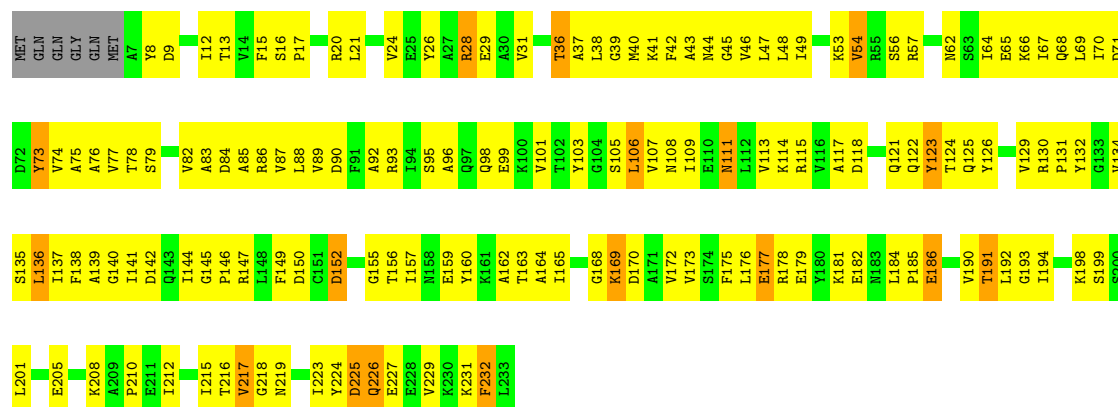 MET GLN GLN GLY GLN MET A7 Y8 D9 I12 T13 V14 F15 S16 P17 R20 L21 V24 E25 Y26 A27 R28 E29 A30 V31 T36 A37 L38 G39 M40 K41 F42 A43 N44 G45 V46 L47 L48 I49 K53 V54 R55 S56 R57 N62 S63 I64 E65 K66 I67 Q68 L69 I70 D71
D72 Y73 V74 A75 A76 V77 T78 S79 V82 A83 D84 A85 R86 V87 L88 V89 D90 F91 A92 R93 I94 S95 A96 Q97 Q98 E99 K100 V101 T102 Y103 G104 S105 L106 V107 N108 I109 E110 N111 L112 V113 K114 R115 V116 A117 D118 Q121 Q122 Y123 T124 Q125 Y126 V129 R130 P131 Y132 G133 V134
S135 L136 I137 F138 A139 G140 I141 D142 Q143 I144 G145 P146 R147 L148 F149 D150 C151 D152 G155 T156 I157 N158 E159 Y160 K161 A162 T163 A164 I165 G168 K169 D170 A171 V172 V173 S174 F175 L176 E177 R178 E179 Y180 K181 E182 N183 L184 P185 E186 V190 T191 L192 G193 I194 K198 S199 S200
L201 E205 K208 A209 P210 E211 I212 I215 T216 V217 G218 N219 I223 Y224 D225 Q226 E227 E228 V229 K230 K231 F232 L233